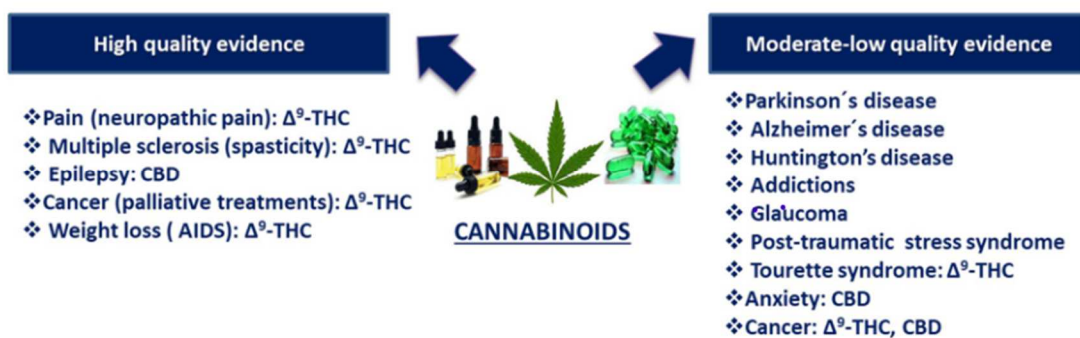 High quality evidence
❖Pain (neuropathic pain): Δ⁹-THC
❖ Multiple sclerosis (spasticity): Δ⁹-THC
❖ Epilepsy: CBD
❖Cancer (palliative treatments): Δ⁹-THC
❖ Weight loss ( AIDS): Δ⁹-THC
CANNABINOIDS
Moderate-low quality evidence
❖Parkinson´s disease
❖ Alzheimer´s disease
❖ Huntington’s disease
❖ Addictions
❖ Glaucoma
❖ Post-traumatic stress syndrome
❖ Tourette syndrome: Δ⁹-THC
❖Anxiety: CBD
❖Cancer: Δ⁹-THC, CBD